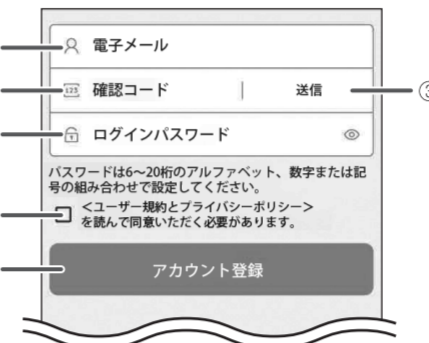 電子メール
123 確認コード 送信 ③
ログインパスワード
パスワードは6〜20桁のアルファベット、数字または記
号の組み合わせで設定してください。
<ユーザー規約とプライバシーポリシー>
を読んで同意いただく必要があります。
アカウント登録